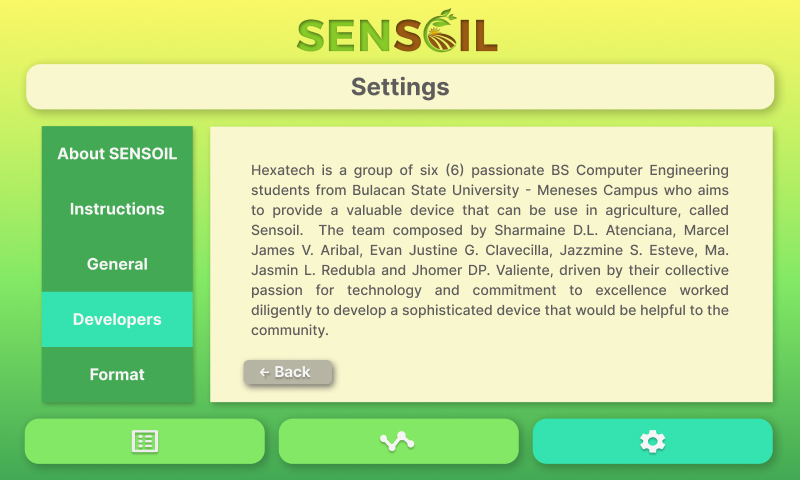 SENSOIL
Settings
About SENSOIL
Instructions
General
Developers
Format
Hexatech is a group of six (6) passionate BS Computer Engineering
students from Bulacan State University - Meneses Campus who aims
to provide a valuable device that can be use in agriculture, called
Sensoil.  The team composed by Sharmaine D.L. Atenciana, Marcel
James V. Aribal, Evan Justine G. Clavecilla, Jazzmine S. Esteve, Ma.
Jasmin L. Redubla and Jhomer DP. Valiente, driven by their collective
passion for technology and commitment to excellence worked
diligently to develop a sophisticated device that would be helpful to the
community.
← Back